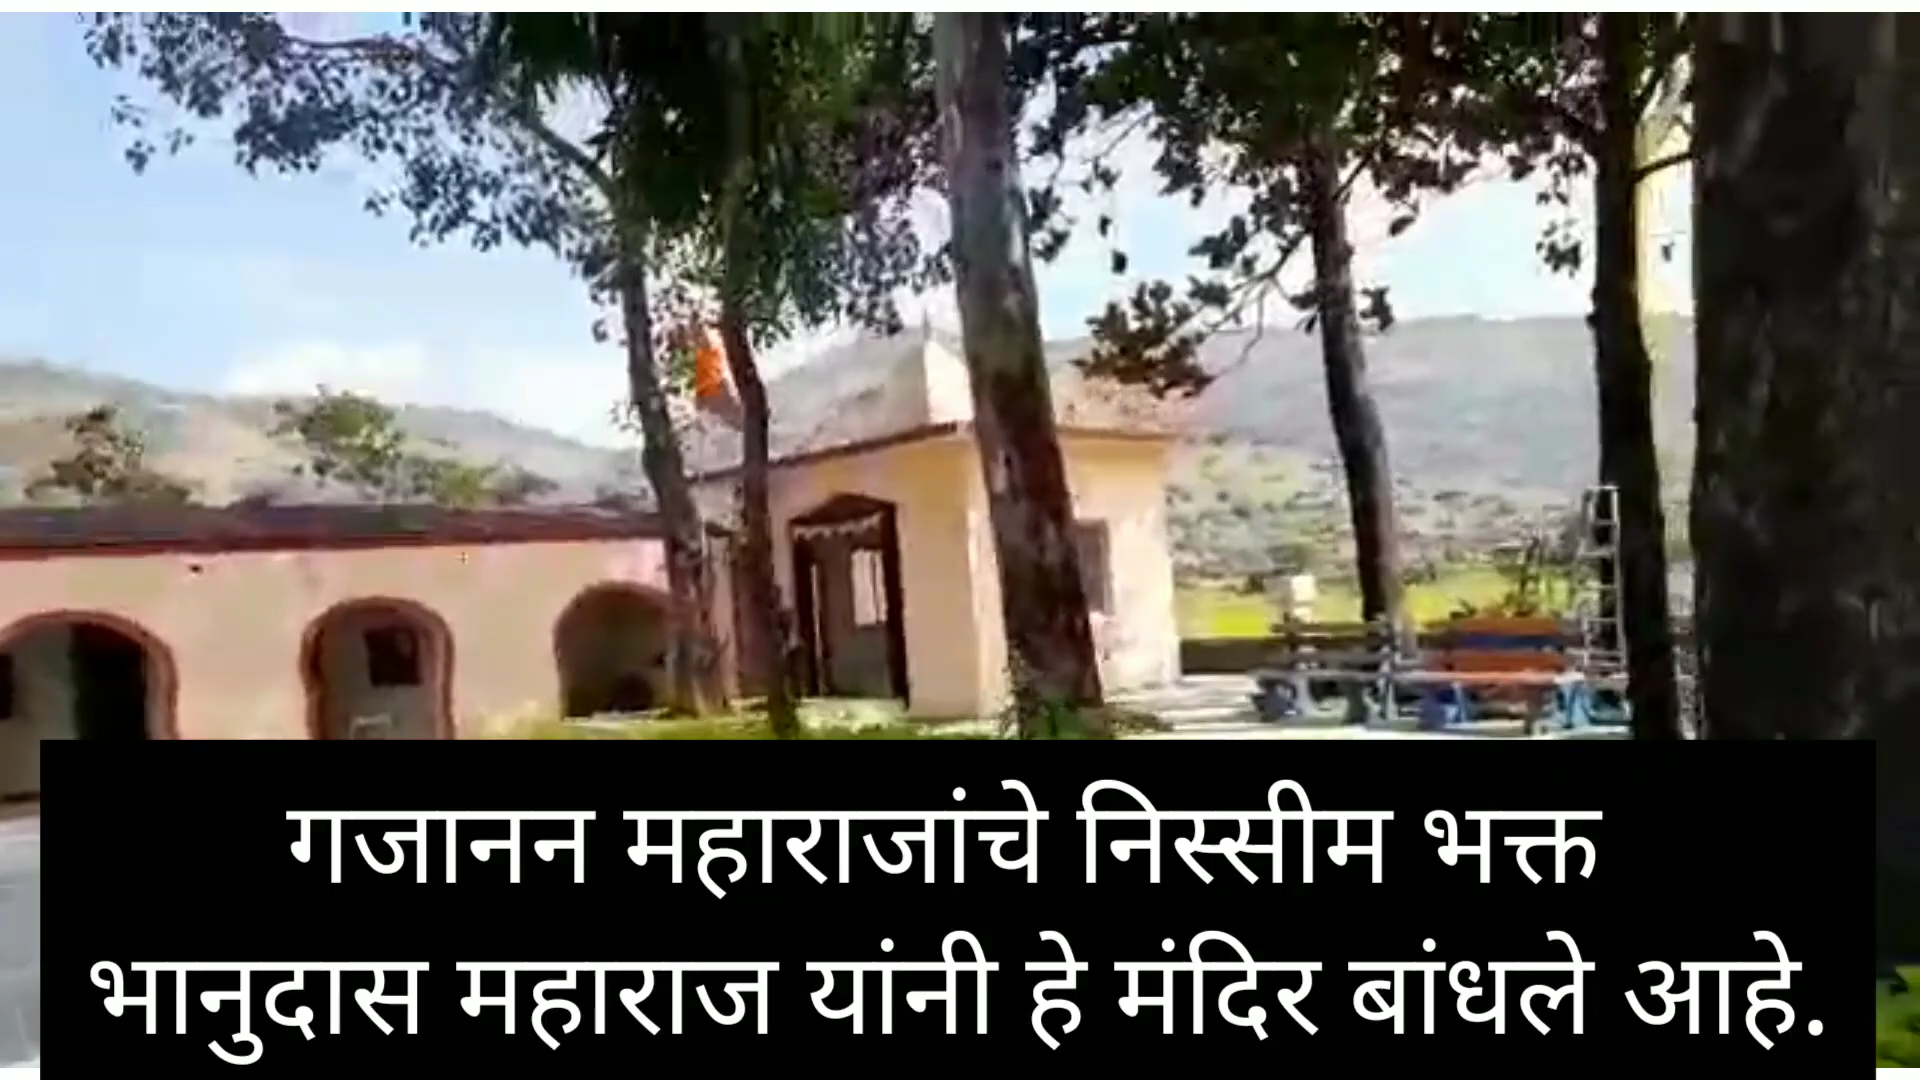 गजानन महाराजांचे निस्सीम भक्त
भानुदास महाराज यांनी हे मंदिर बांधले आहे.